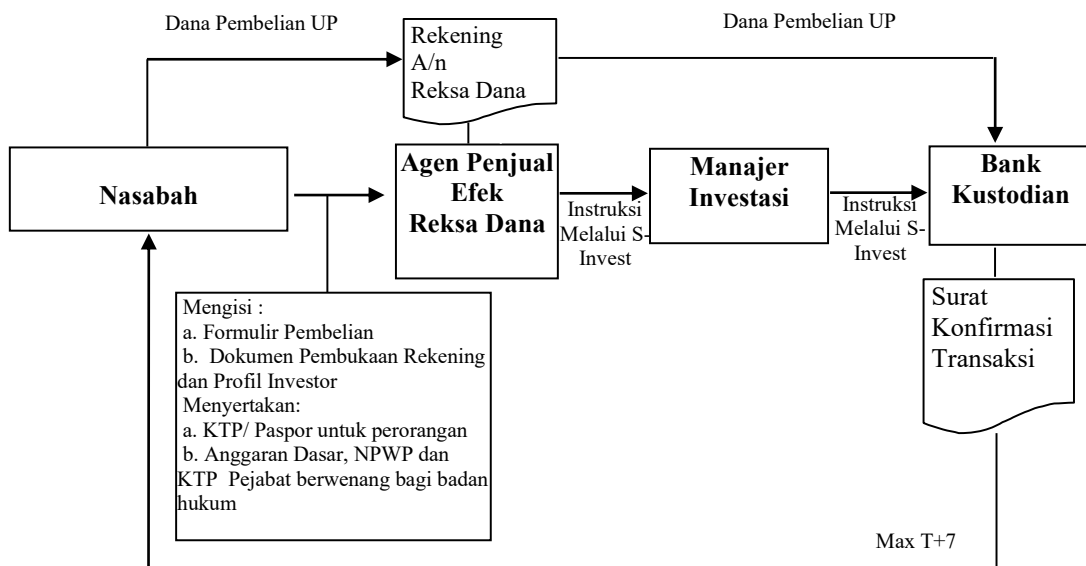 Dana Pembelian UP
Dana Pembelian UP
Rekening
A/n
Reksa Dana
Nasabah
Agen Penjual
Efek
Reksa Dana
Instruksi
Melalui S-
Invest
Manajer
Investasi
Instruksi
Melalui S-
Invest
Bank
Kustodian
Mengisi :
a. Formulir Pembelian
b. Dokumen Pembukaan Rekening
dan Profil Investor
Menyertakan:
a. KTP/ Paspor untuk perorangan
b. Anggaran Dasar, NPWP dan
KTP Pejabat berwenang bagi badan
hukum
Surat
Konfirmasi
Transaksi
Max T+7